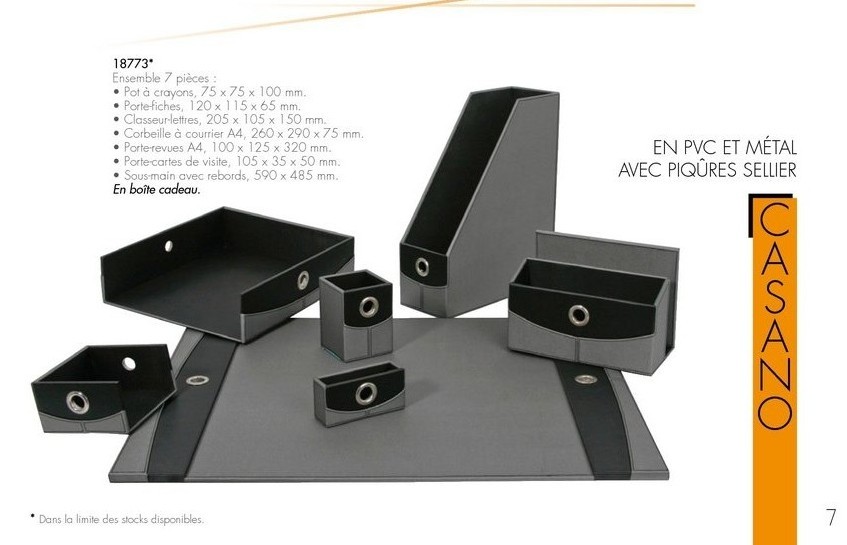 18773*
Ensemble 7 pièces :
• Pot à crayons, 75 x 75 x 100 mm.
• Porte-fiches, 120 x 115 x 65 mm.
• Classeur-lettres, 205 x 105 x 150 mm.
• Corbeille à courrier A4, 260 x 290 x 75 mm.
• Porte-revues A4, 100 x 125 x 320 mm.
• Porte-cartes de visite, 105 x 35 x 50 mm.
• Sous-main avec rebords, 590 x 485 mm.
En boîte cadeau.
EN PVC ET MÉTAL
AVEC PIQÛRES SELLIER
CASANO
* Dans la limite des stocks disponibles.
7